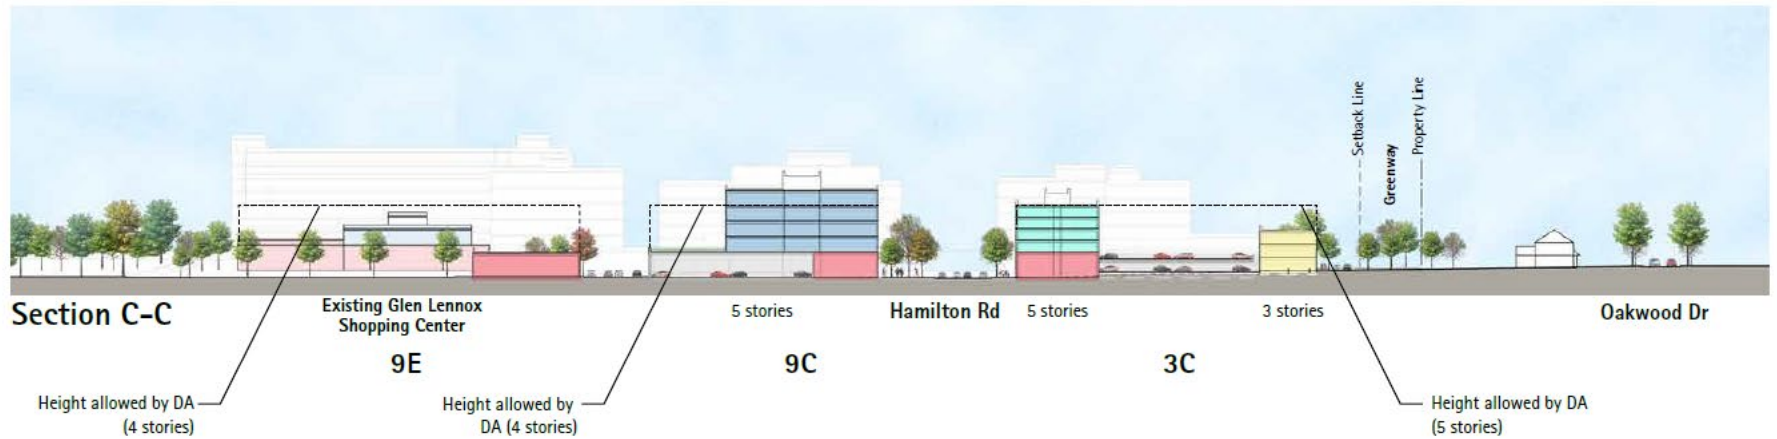 Setback Line
Greenway
Property Line
Section C-C
Existing Glen Lennox
Shopping Center
5 stories
Hamilton Rd
5 stories
3 stories
Oakwood Dr
9E
9C
3C
Height allowed by DA
(4 stories)
Height allowed by
DA (4 stories)
Height allowed by DA
(5 stories)